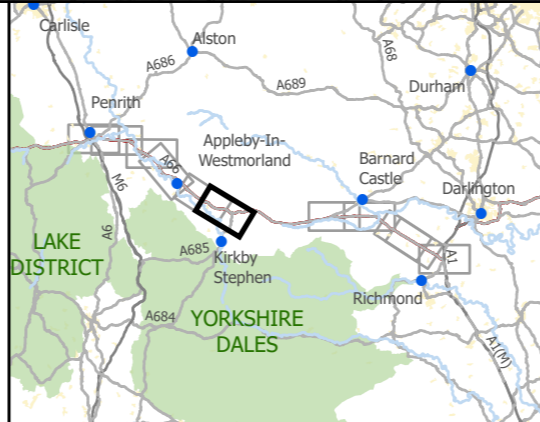 Carlisle
Alston
A686
A689
A68
Durham
Penrith
Appleby-In-
Westmorland
A66
Barnard
Castle
Darlington
M6
A6
LAKE
DISTRICT
A685
Kirkby
Stephen
A1
Richmond
A684
YORKSHIRE
DALES
A1(M)